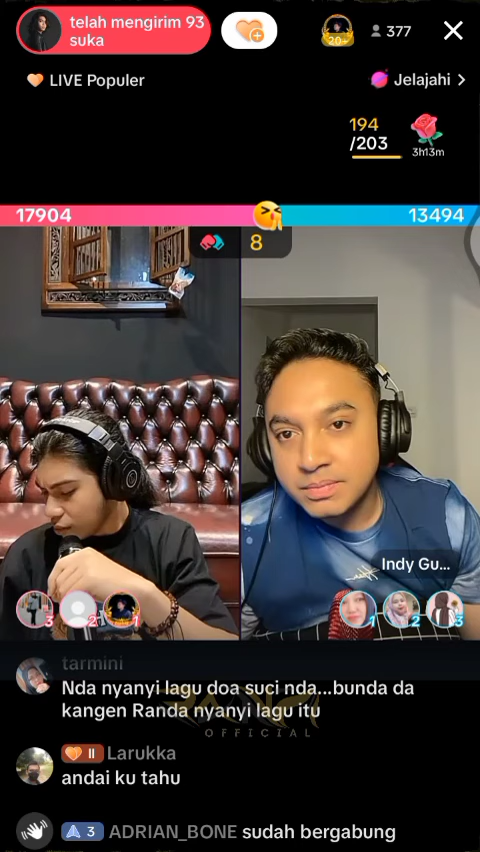 telah mengirim 93
suka
20+
377
LIVE Populer
Jelajahi
194
/203
3h13m
17904
13494
8
Indy Gu...
3
2
1
1
2
3
tarmini
Nda nyanyi lagu doa suci nda...bunda da
kangen Randa nyanyi lagu itu
OFFICIAL
II Larukka
andai ku tahu
3 ADRIAN_BONE sudah bergabung